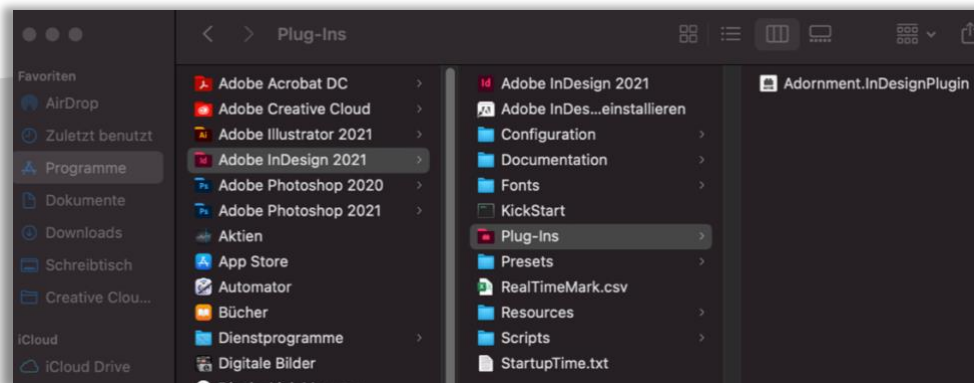 Plug-Ins
Favoriten
AirDrop
Zuletzt benutzt
Programme
Dokumente
Downloads
Schreibtisch
Creative Clou...
iCloud
iCloud Drive
Adobe Acrobat DC
Adobe Creative Cloud
Adobe Illustrator 2021
Adobe InDesign 2021
Adobe Photoshop 2020
Adobe Photoshop 2021
Aktien
App Store
Automator
Bücher
Dienstprogramme
Digitale Bilder
Adobe InDesign 2021
Adobe InDes...einstallieren
Configuration
Documentation
Fonts
KickStart
Plug-Ins
Presets
RealTimeMark.csv
Resources
Scripts
StartupTime.txt
Adornment.InDesignPlugin